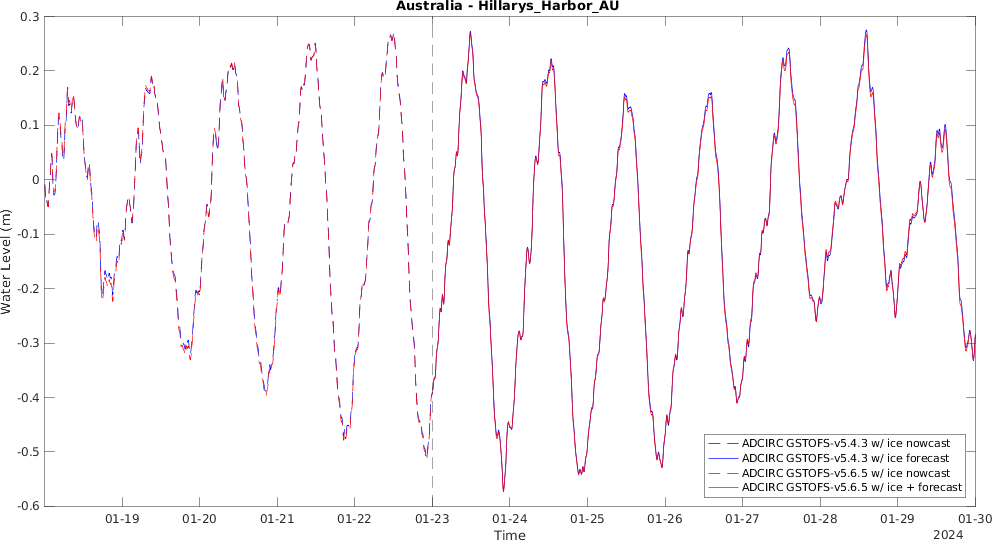 Australia - Hillarys_Harbor_AU
0.3
0.2
0.1
0
-0.1
-0.2
-0.3
-0.4
-0.5
-0.6
Water Level (m)
ADCIRC GSTOFS-v5.4.3 w/ ice nowcast
ADCIRC GSTOFS-v5.4.3 w/ ice forecast
ADCIRC GSTOFS-v5.6.5 w/ ice nowcast
ADCIRC GSTOFS-v5.6.5 w/ ice + forecast
01-19 01-20 01-21 01-22 01-23 01-24 01-25 01-26 01-27 01-28 01-29 01-30
Time
2024